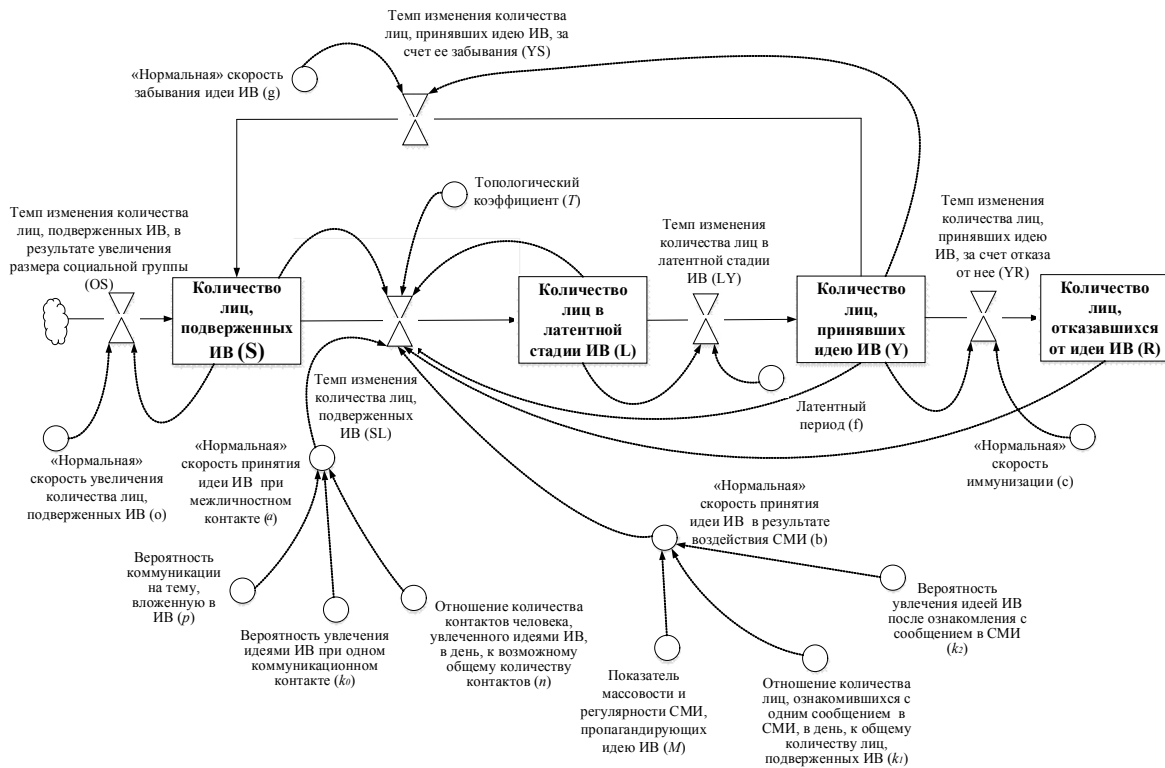 Темп изменения количества
лиц, принявших идею ИВ, за
счет ее забывания (YS)
«Нормальная» скорость
забывания идеи ИВ (g)
Топологический
коэффициент (T)
Темп изменения количества
лиц, подверженных ИВ, в
результате увеличения
размера социальной группы
(OS)
Темп изменения
количества лиц в
латентной стадии
ИВ (LY)
Темп изменения
количества лиц,
принявших идею
ИВ, за счет отказа
от нее (YR)
Количество
лиц,
подверженных
ИВ (S)
Количество
лиц в
латентной
стадии ИВ (L)
Количество
лиц,
принявших
идею ИВ (Y)
Количество
лиц,
отказавшихся
от идеи ИВ (R)
Темп изменения
количества лиц,
подверженных
ИВ (SL)
Латентный
период (f)
«Нормальная»
скорость увеличения
количества лиц,
подверженных ИВ (o)
«Нормальная»
скорость принятия
идеи ИВ при
межличностном
контакте (a)
«Нормальная»
скорость
иммунизации (c)
«Нормальная»
скорость принятия
идеи ИВ в результате
воздействия СМИ (b)
Вероятность
коммуникации
на тему,
вложенную в
ИВ (p)
Вероятность увлечения
идеями ИВ при одном
коммуникационном
контакте (k0)
Отношение количества
контактов человека,
увлеченного идеями ИВ,
в день, к возможному
общему количеству
контактов (n)
Вероятность
увлечения идеей ИВ
после ознакомления с
сообщением в СМИ
(k2)
Показатель
массовости и
регулярности СМИ,
пропагандирующих
идею ИВ (M)
Отношение количества
лиц, ознакомившихся с
одним сообщением в
СМИ, в день, к общему
количеству лиц,
подверженных ИВ (k1)